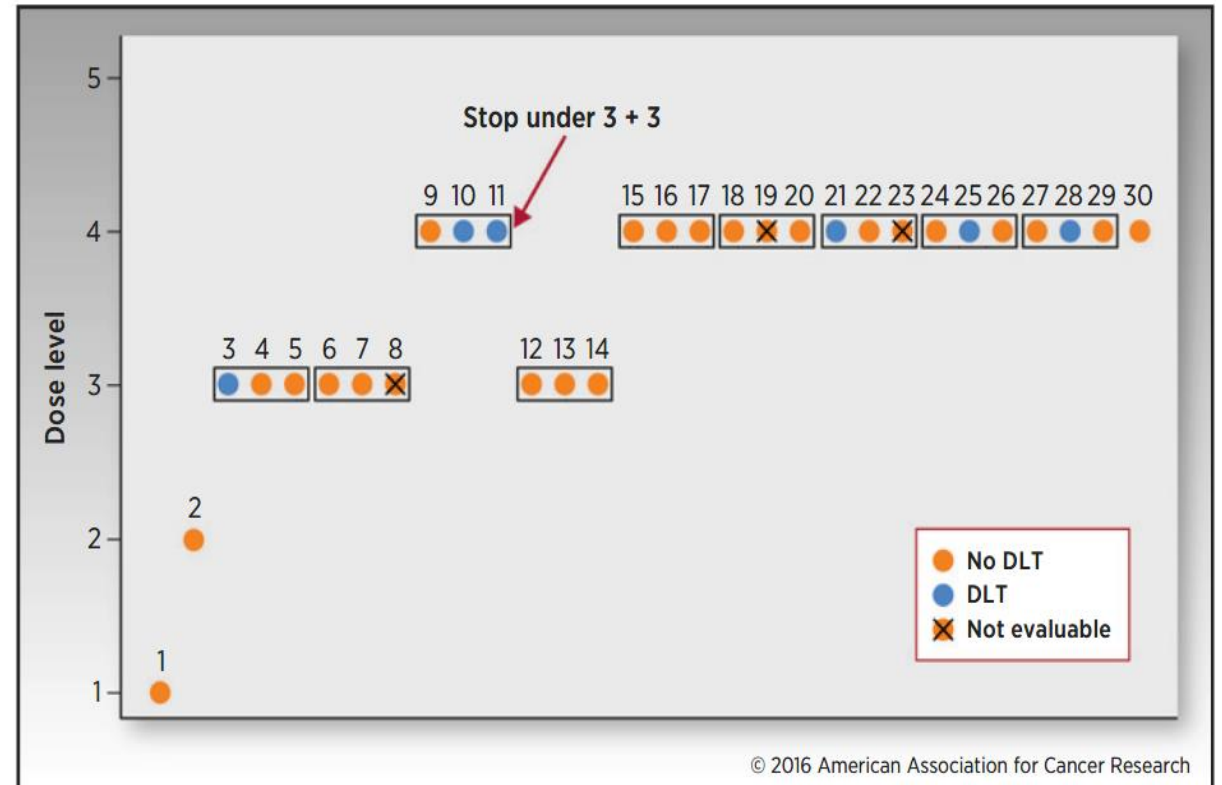 5
Stop under 3 + 3
9 10 11
15 16 17 18 19 20 21 22 23 24 25 26 27 28 29 30
4
3 4 5 6 7 8
12 13 14
3
Dose level
2
2
No DLT
DLT
Not evaluable
1
1
© 2016 American Association for Cancer Research